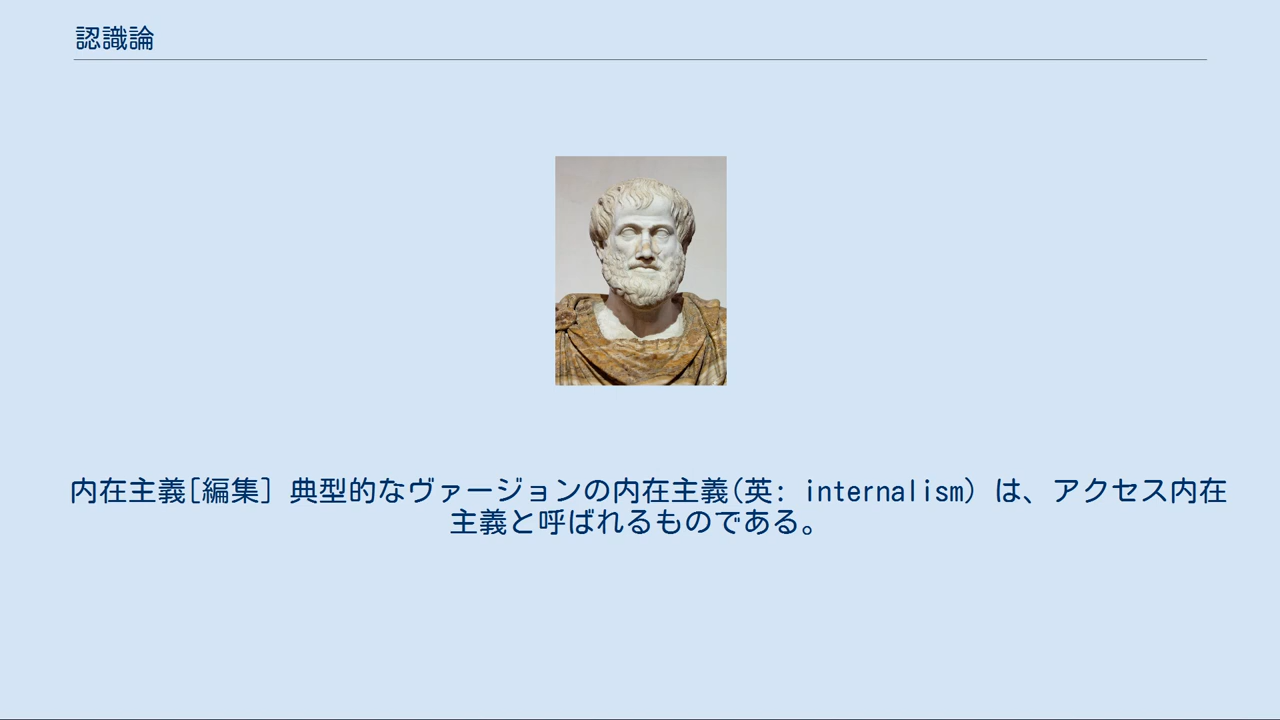 認識論
内在主義[編集] 典型的なヴァージョンの内在主義(英: internalism) は、アクセス内在
主義と呼ばれるものである。